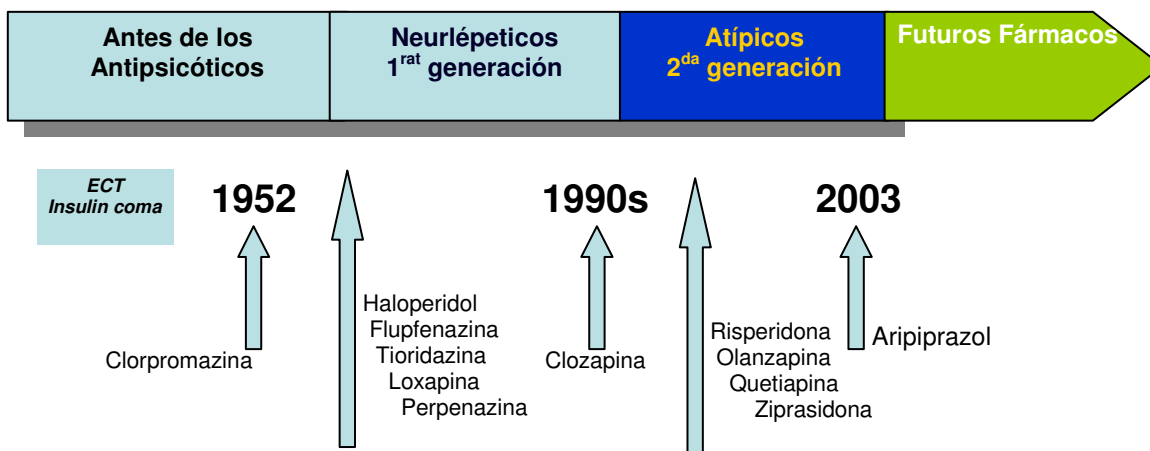 Antes de los
Antipsicóticos
Neurlépeticos
1rat generación
Atípicos
2da generación
Futuros Fármacos
ECT
Insulin coma
1952
1990s
2003
Clorpromazina
Haloperidol
Flupfenazina
Tioridazina
Loxapina
Perpenazina
Clozapina
Risperidona
Olanzapina
Quetiapina
Ziprasidona
Aripiprazol